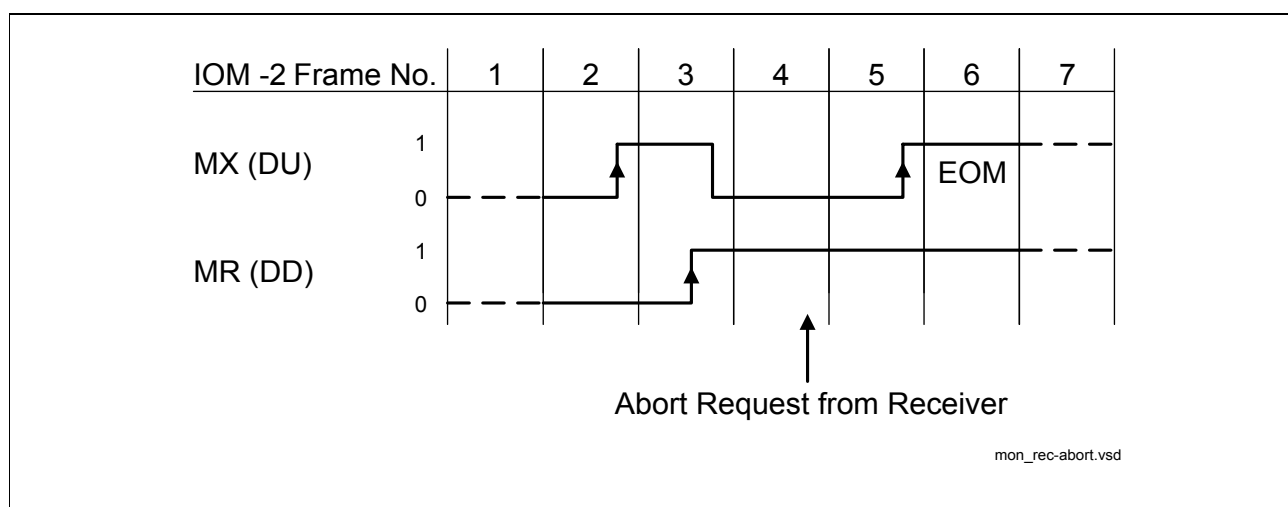 IOM -2 Frame No. 1 2 3 4 5 6 7
1
MX (DU)
EOM
0
1
MR (DD)
0
Abort Request from Receiver
mon_rec-abort.vsd